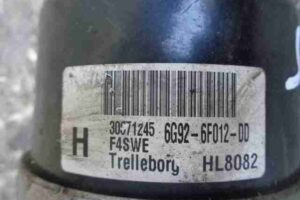 H 30C71245 6G92-6F012-DD
F4SWE
Trelleborg HL8082